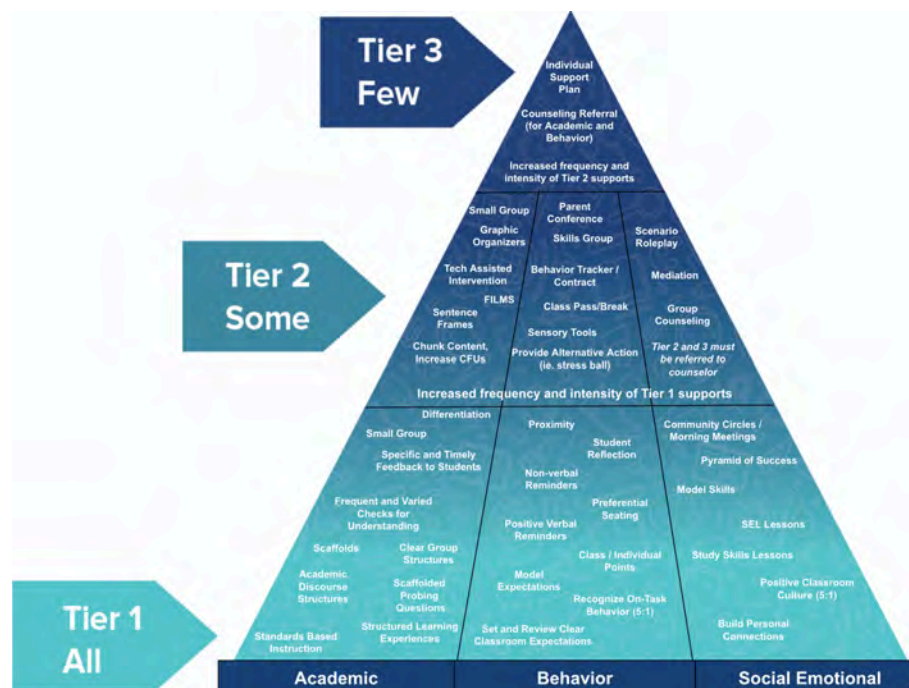 Tier 3
Few
Individual
Support
Plan
Counseling Referral
(for Academic and
Behavior)
Increased frequency and
intensity of Tier 2 supports
Tier 2
Some
Small Group
Graphic
Organizers
Tech Assisted
Intervention
FILMS
Sentence
Frames
Chunk Content,
Increase CFUs
Parent
Conference
Skills Group
Behavior Tracker /
Contract
Class Pass/Break
Sensory Tools
Provide Alternative Action
(ie. stress ball)
Scenario
Roleplay
Mediation
Group
Counseling
Tier 2 and 3 must
be referred to
counselor
Increased frequency and intensity of Tier 1 supports
Tier 1
All
Differentiation
Small Group
Specific and Timely
Feedback to Students
Frequent and Varied
Checks for
Understanding
Scaffolds
Clear Group
Structures
Academic
Discourse
Structures
Scaffolded
Probing
Questions
Structured Learning
Experiences
Standards Based
Instruction
Proximity
Student
Reflection
Non-verbal
Reminders
Preferential
Seating
Positive Verbal
Reminders
Class / Individual
Points
Model
Expectations
Recognize On-Task
Behavior (5:1)
Set and Review Clear
Classroom Expectations
Community Circles /
Morning Meetings
Pyramid of Success
Model Skills
SEL Lessons
Study Skills Lessons
Positive Classroom
Culture (5:1)
Build Personal
Connections
Academic
Behavior
Social Emotional